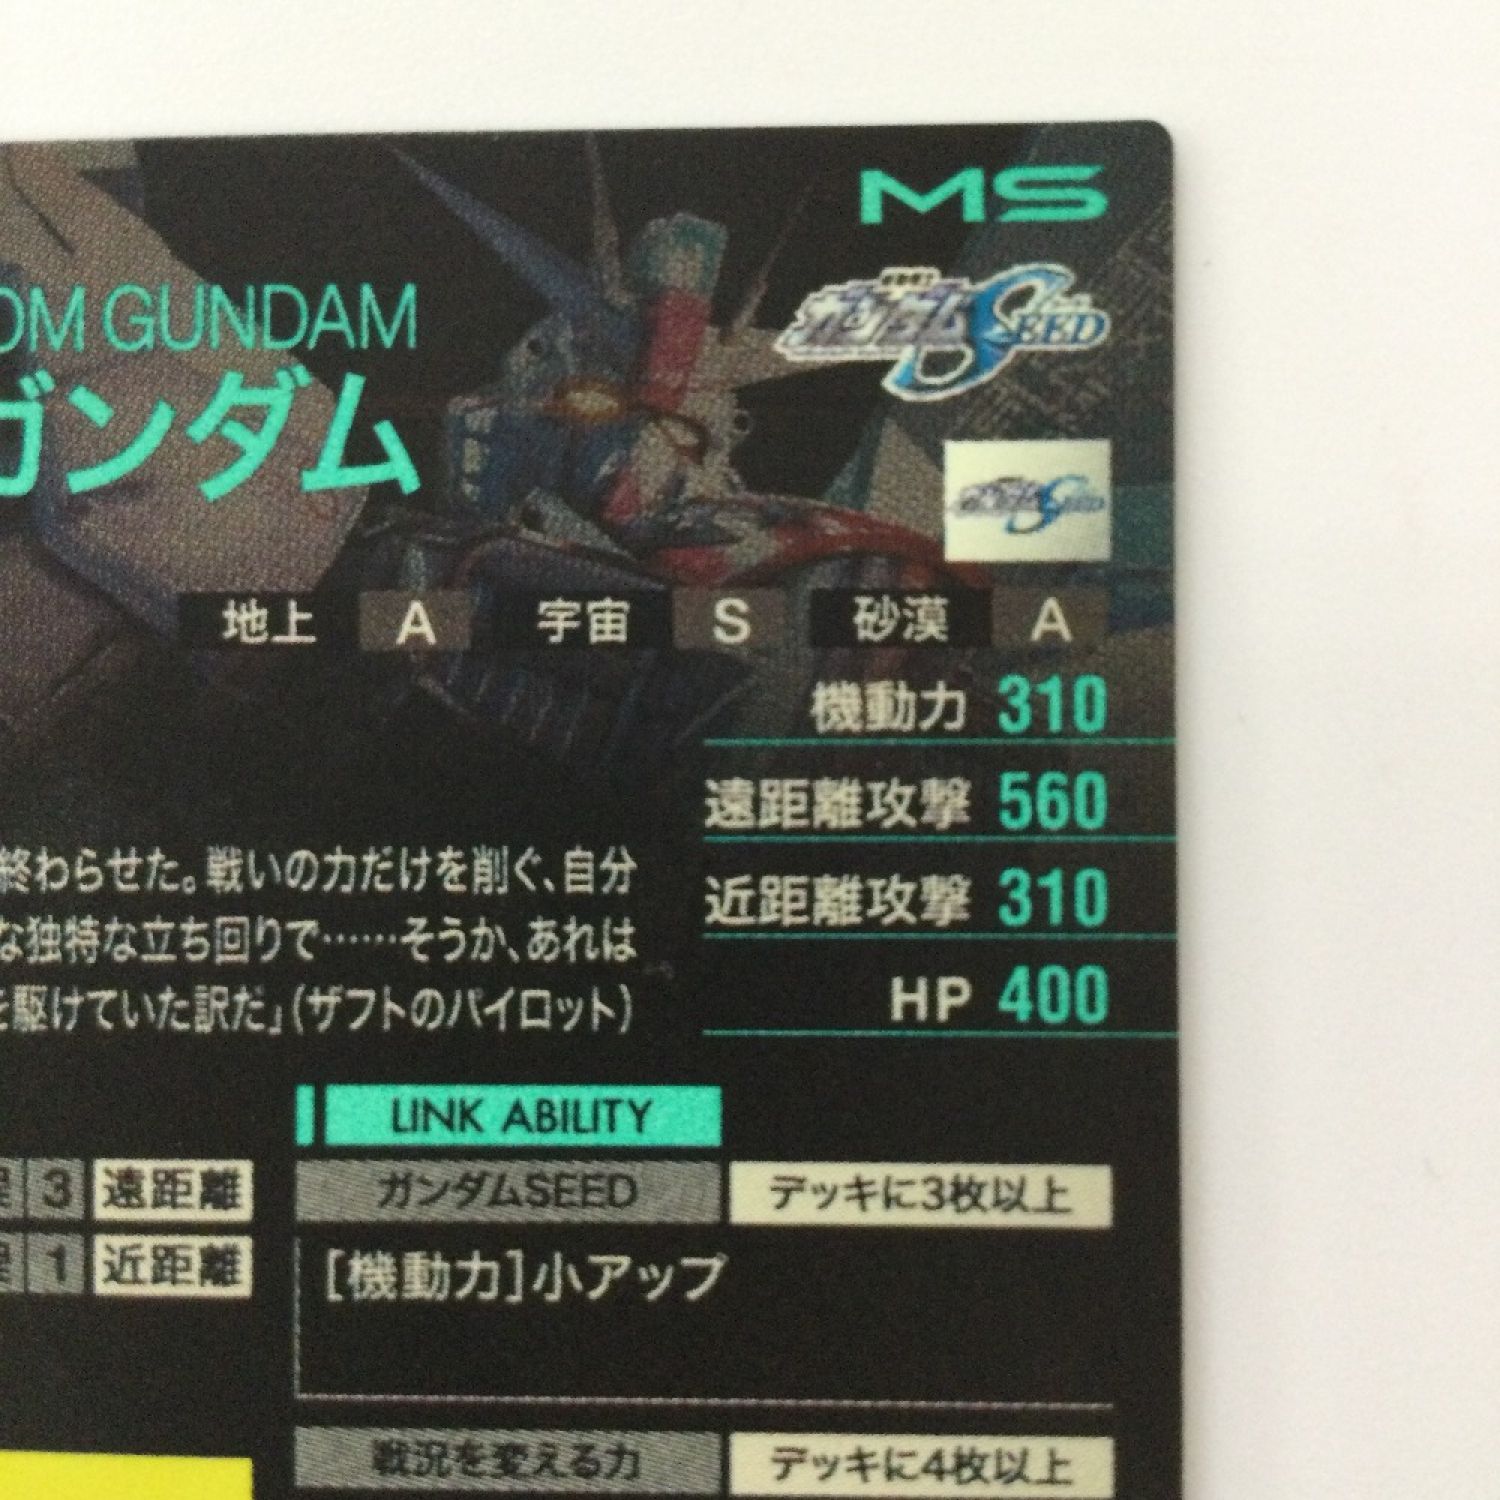 MS
ガンダムSEED
OM GUNDAM
ガンダム
地上 A 宇宙 S 砂漠 A
機動力 310
遠距離攻撃 560
近距離攻撃 310
HP 400
終わらせた。戦いの力だけを削ぐ、自分
な独特な立ち回りで……そうか、あれは
を駆けていた訳だ」(ザフトのパイロット)
LINK ABILITY
3 遠距離
1 近距離
ガンダムSEED デッキに3枚以上
[機動力]小アップ
戦況を変える力 デッキに4枚以上